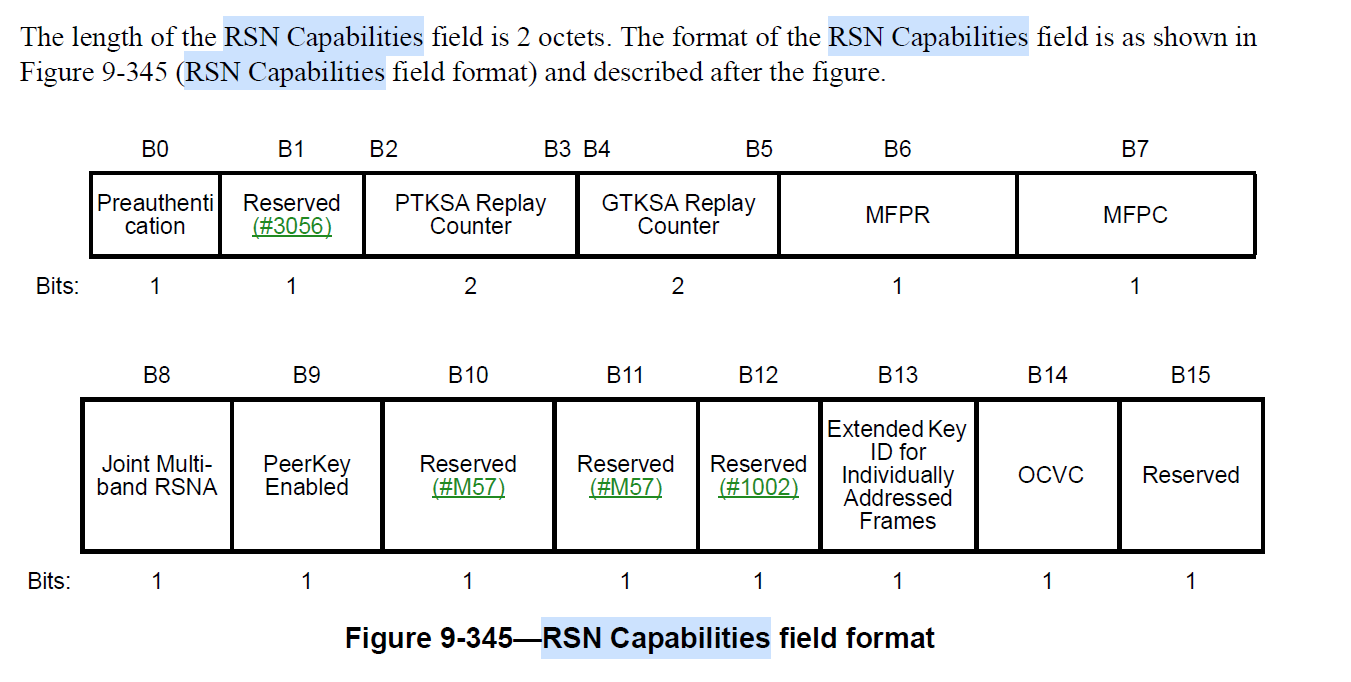 The length of the RSN Capabilities field is 2 octets. The format of the RSN Capabilities field is as shown in
Figure 9-345 (RSN Capabilities field format) and described after the figure.
B0 B1 B2 B3 B4 B5 B6 B7
Preauthenti
cation
Reserved
(#3056)
PTKSA Replay
Counter
GTKSA Replay
Counter
MFPR
MFPC
Bits: 1 1 2 2 1 1
B8 B9 B10 B11 B12 B13 B14 B15
Joint Multi-
band RSNA
PeerKey
Enabled
Reserved
(#M57)
Reserved
(#M57)
Reserved
(#1002)
Extended Key
ID for
Individually
Addressed
Frames
OCVC
Reserved
Bits: 1 1 1 1 1 1 1 1
Figure 9-345—RSN Capabilities field format